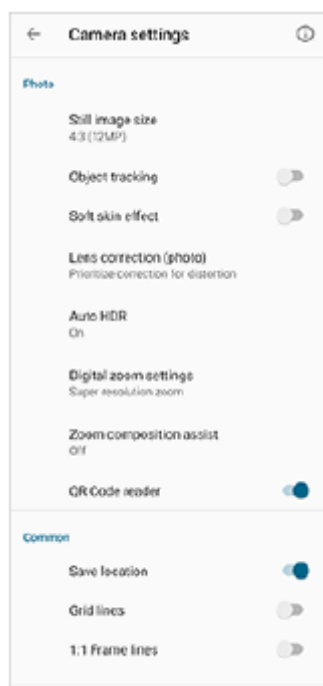 Camera settings
Photo
Still image size
4:3 (12MP)
Object tracking
Soft skin effect
Lens correction (photo)
Prioritize correction for distortion
Auto HDR
On
Digital zoom settings
Super resolution zoom
Zoom composition assist
Off
QR Code reader
Common
Save location
Grid lines
1:1 Frame lines